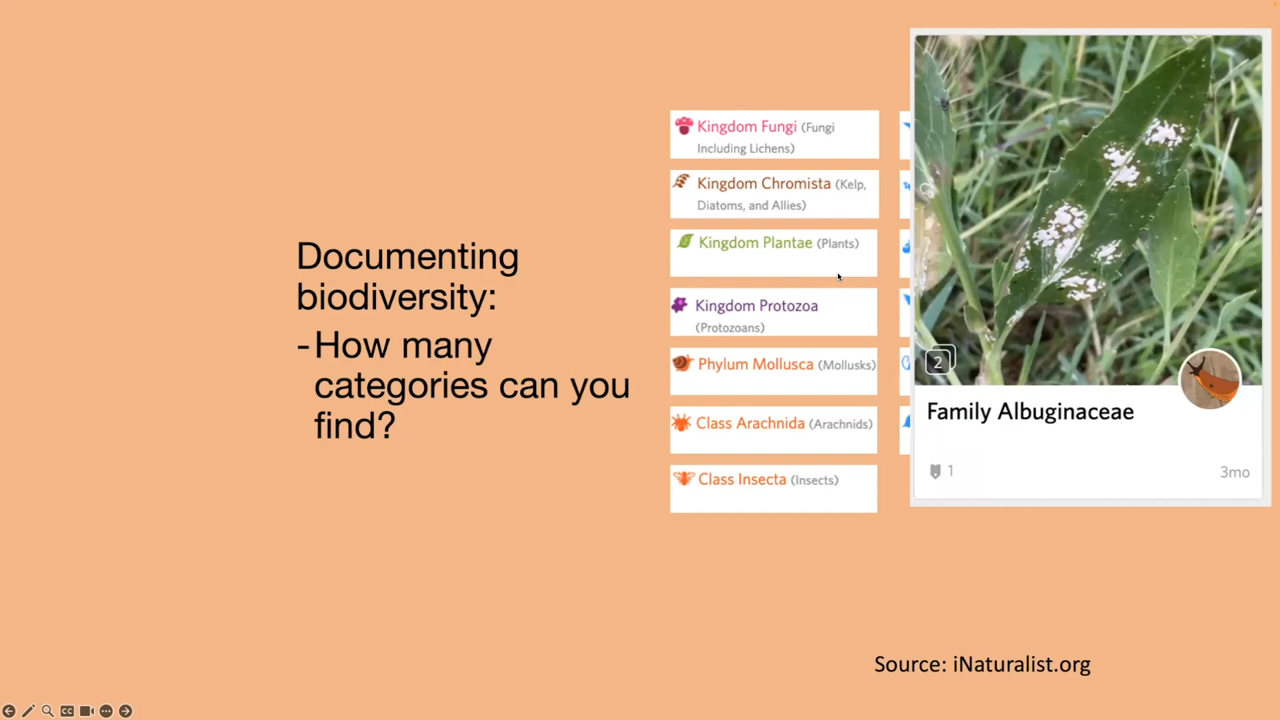 Documenting
biodiversity:
-How many
categories can you
find?
Kingdom Fungi (Fungi
Including Lichens)
Kingdom Chromista (Kelp,
Diatoms, and Allies)
Kingdom Plantae (Plants)
Kingdom Protozoa
(Protozoans)
Phylum Mollusca (Mollusks)
Class Arachnida (Arachnids)
Class Insecta (Insects)
2
Family Albuginaceae
1
3mo
Source: iNaturalist.org
CC